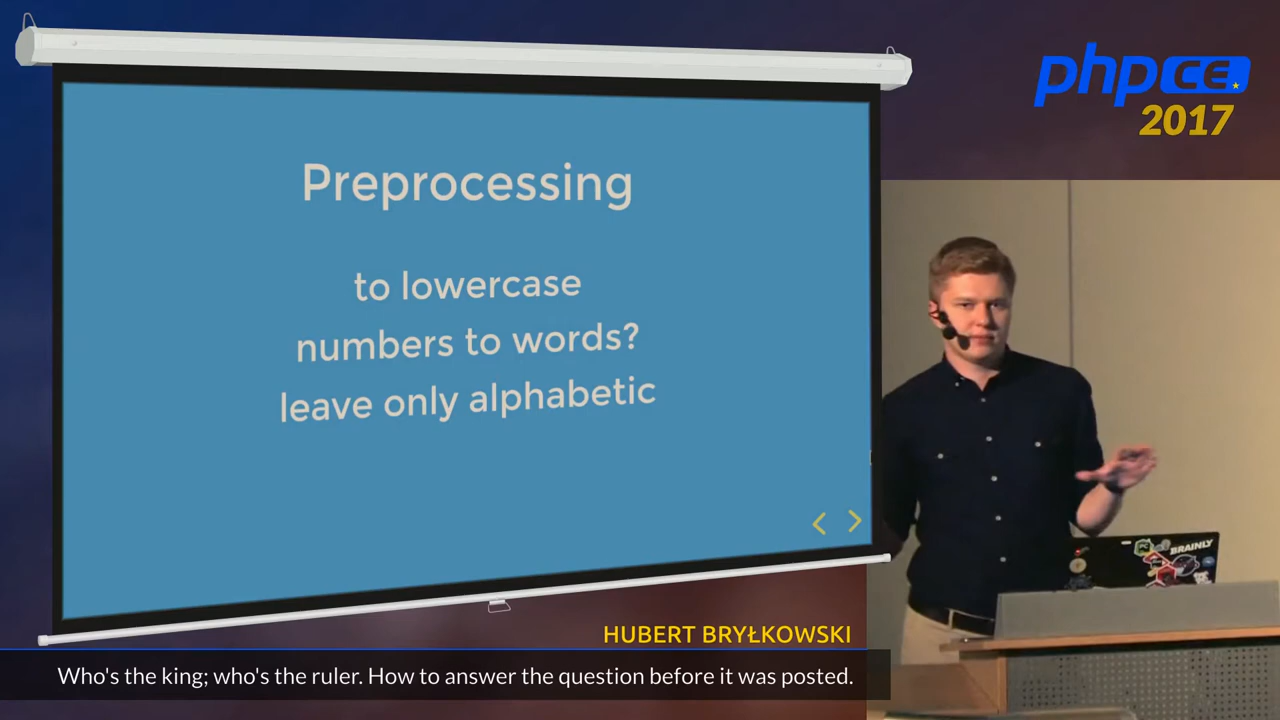 phpCE
2017
Preprocessing
to lowercase
numbers to words?
leave only alphabetic
BRAINLY
HUBERT BRYŁKOWSKI
Who's the king; who's the ruler. How to answer the question before it was posted.